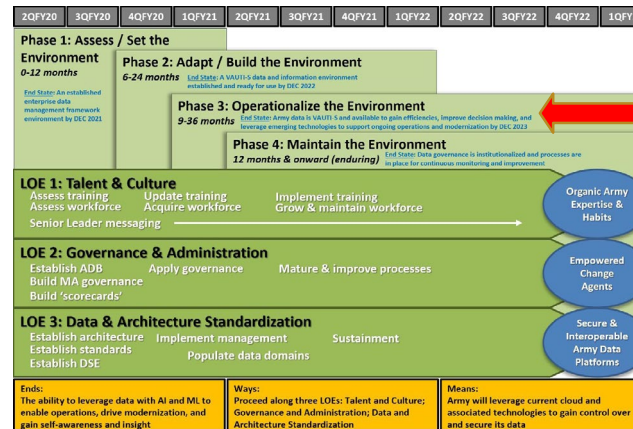 2QFY20 3QFY20 4QFY20 1QFY21 2QFY21 3QFY21 4QFY21 1QFY22 2QFY22 3QFY22 4QFY22
Phase 1: Assess / Set the
Environment
0-12 months
End State: An established
enterprise data
management framework
environment by DEC 2021
Phase 2: Adapt / Build the Environment
6-24 months End State: A VAUTI-S data and information environment
established and ready for use by DEC 2022
Phase 3: Operationalize the Environment
9-36 months End State: Army data is VAUTI-S and available to gain efficiencies, improve decision making, and
leverage emerging technologies to support ongoing operations and modernization by DEC 2023
Phase 4: Maintain the Environment
12 months & onward (enduring) End State: Data governance is institutionalized and processes are
in place for continuous monitoring and improvement
LOE 1: Talent & Culture
Assess training Update training Implement training
Assess workforce Acquire workforce Grow & maintain workforce
Senior Leader messaging
Organic Army
Expertise &
Habits
LOE 2: Governance & Administration
Establish ADB Apply governance Mature & improve processes
Build MA governance
Build 'scorecards'
Empowered
Change
Agents
LOE 3: Data & Architecture Standardization
Establish architecture Implement management Sustainment
Establish standards Populate data domains
Establish DSE
Secure &
Interoperable
Army Data
Platforms
Ends:
The ability to leverage data with AI and ML to
enable operations, drive modernization, and
gain self-awareness and insight
Ways:
Proceed along three LOEs: Talent and Culture;
Governance and Administration; Data and
Architecture Standardization
Means:
Army will leverage current cloud and
associated technologies to gain control over
and secure its data